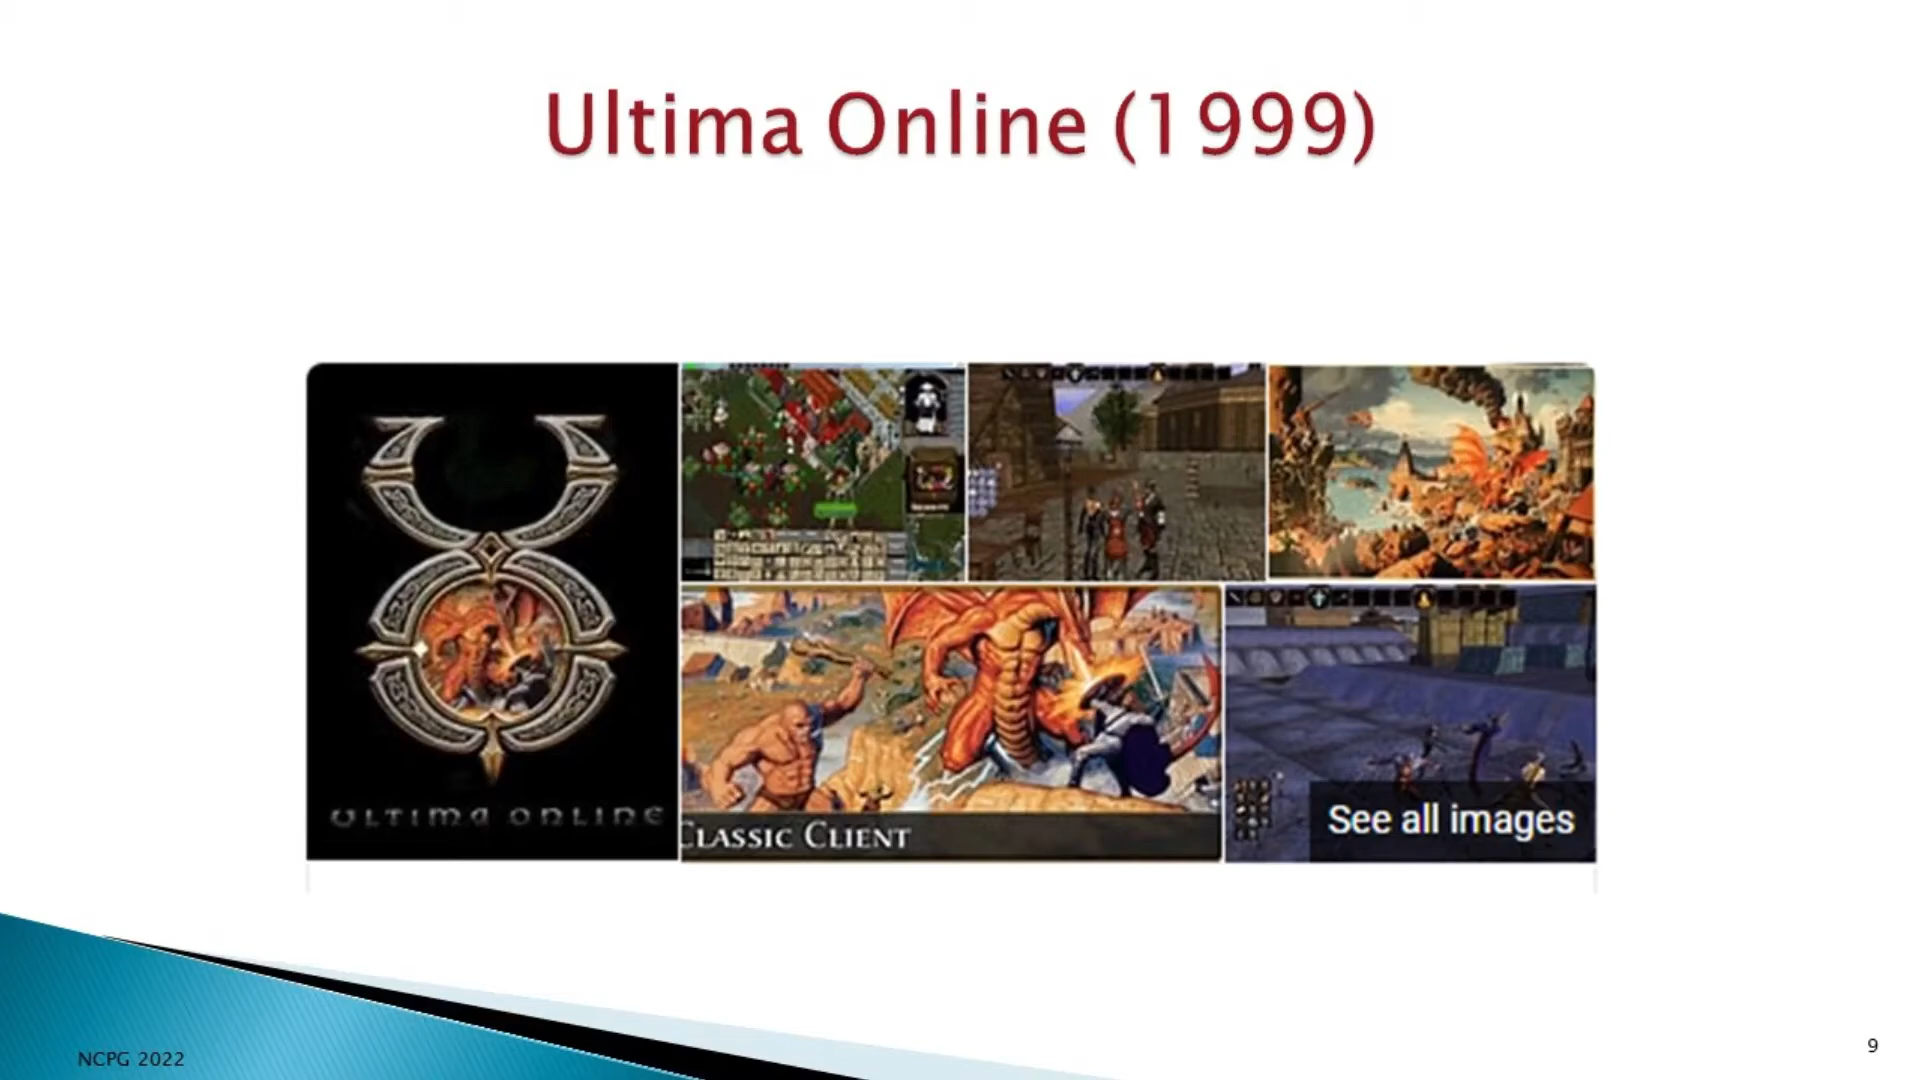 Ultima Online (1999)
ULTIMA ONLINE
CLASSIC CLIENT
See all images
NCPG 2022
9